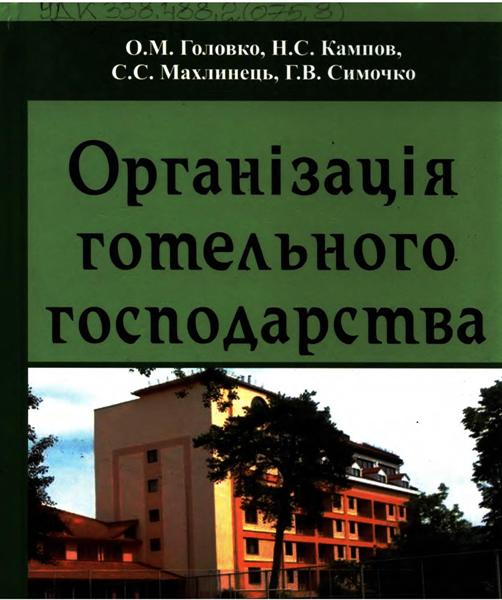 УДК 338.488.2(075.8)
О.М. Головко, Н.С. Кампов,
С.С. Махлинець, Г.В. Симочко
Організація
готельного
господарства